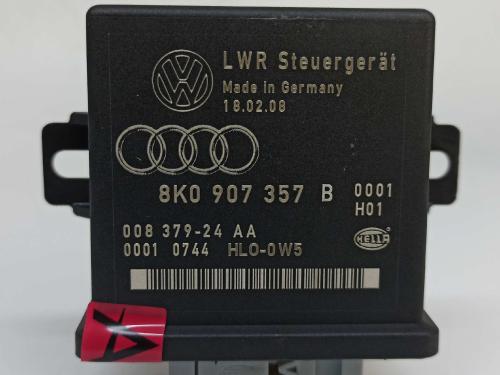 LWR Steuergerät
Made in Germany
18.02.08
8K0 907 357 B 0001
H01
008 379-24 AA
0001 0744 HLO-0W5
HELLA